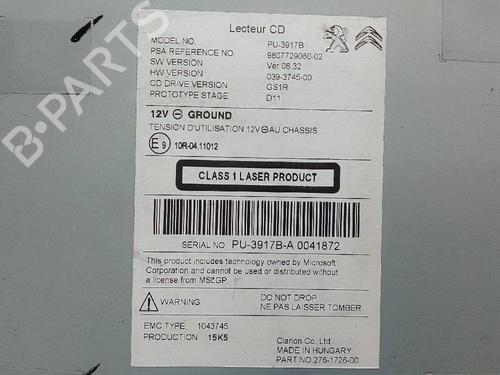 Lecteur CD
MODEL NO. PU-3917B
PSA REFERENCE NO. 9807729080-02
SW VERSION Ver 06.32
HW VERSION 039-3745-00
CD DRIVE VERSION GS1R
PROTOTYPE STAGE D11
12V ⊖ GROUND
TENSION D'UTILISATION 12V⊖AU CHASSIS
E9 10R-04.11012
CLASS 1 LASER PRODUCT
SERIAL NO PU-3917B-A 0041872
This product includes technology owned by Microsoft
Corporation and cannot be used or distributed without
a license from MSLGP
WARNING DO NOT DROP
NE PAS LAISSER TOMBER
EMC TYPE 1043745
PRODUCTION 15K5
Clarion Co., Ltd.
MADE IN HUNGARY
PART NO.276-1726-00
B-PARTS